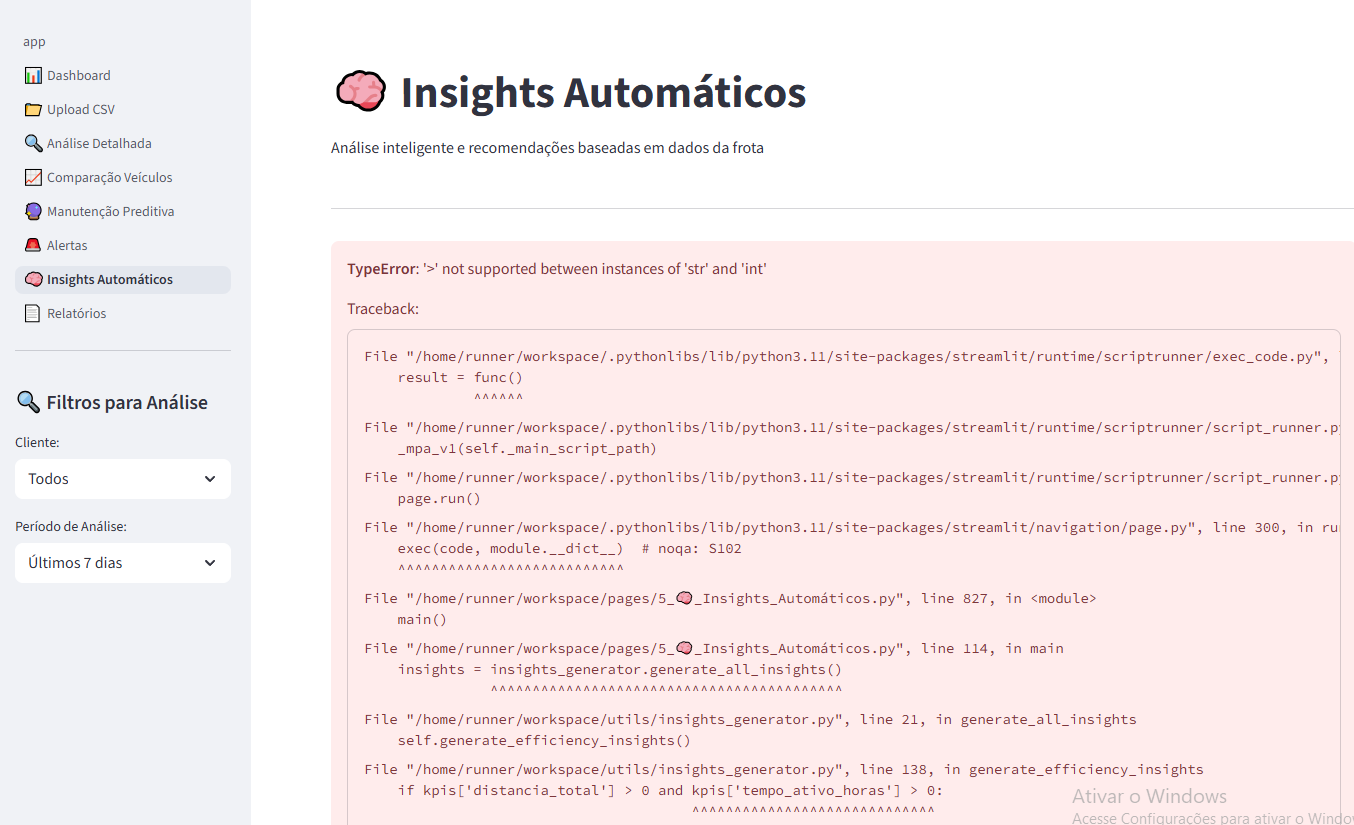 app
Dashboard
Upload CSV
Análise Detalhada
Comparação Veículos
Manutenção Preditiva
Alertas
Insights Automáticos
Relatórios
Filtros para Análise
Cliente:
Todos
Período de Análise:
Últimos 7 dias
Insights Automáticos
Análise inteligente e recomendações baseadas em dados da frota
TypeError: '>' not supported between instances of 'str' and 'int'
Traceback:
File "/home/runner/workspace/.pythonlibs/lib/python3.11/site-packages/streamlit/runtime/scriptrunner/exec_code.py",
result = func()
^^^^^^
File "/home/runner/workspace/.pythonlibs/lib/python3.11/site-packages/streamlit/runtime/scriptrunner/script_runner.py
_mpa_v1(self._main_script_path)
File "/home/runner/workspace/.pythonlibs/lib/python3.11/site-packages/streamlit/runtime/scriptrunner/script_runner.py
page.run()
File "/home/runner/workspace/.pythonlibs/lib/python3.11/site-packages/streamlit/navigation/page.py", line 300, in ru
exec(code, module.__dict__)  # noqa: S102
^^^^^^^^^^^^^^^^^^^^^^^^^^^
File "/home/runner/workspace/pages/5_🧠_Insights_Automáticos.py", line 827, in <module>
main()
File "/home/runner/workspace/pages/5_🧠_Insights_Automáticos.py", line 114, in main
insights = insights_generator.generate_all_insights()
^^^^^^^^^^^^^^^^^^^^^^^^^^^^^^^^^^^^^^^^^^
File "/home/runner/workspace/utils/insights_generator.py", line 21, in generate_all_insights
self.generate_efficiency_insights()
File "/home/runner/workspace/utils/insights_generator.py", line 138, in generate_efficiency_insights
if kpis['distancia_total'] > 0 and kpis['tempo_ativo_horas'] > 0:
^^^^^^^^^^^^^^^^^^^^^^^^^^^^^
Ativar o Windows
Acesse Configurações para ativar o Windo